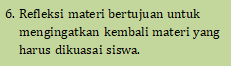 6. Refleksi materi bertujuan untuk
mengingatkan kembali materi yang
harus dikuasai siswa.